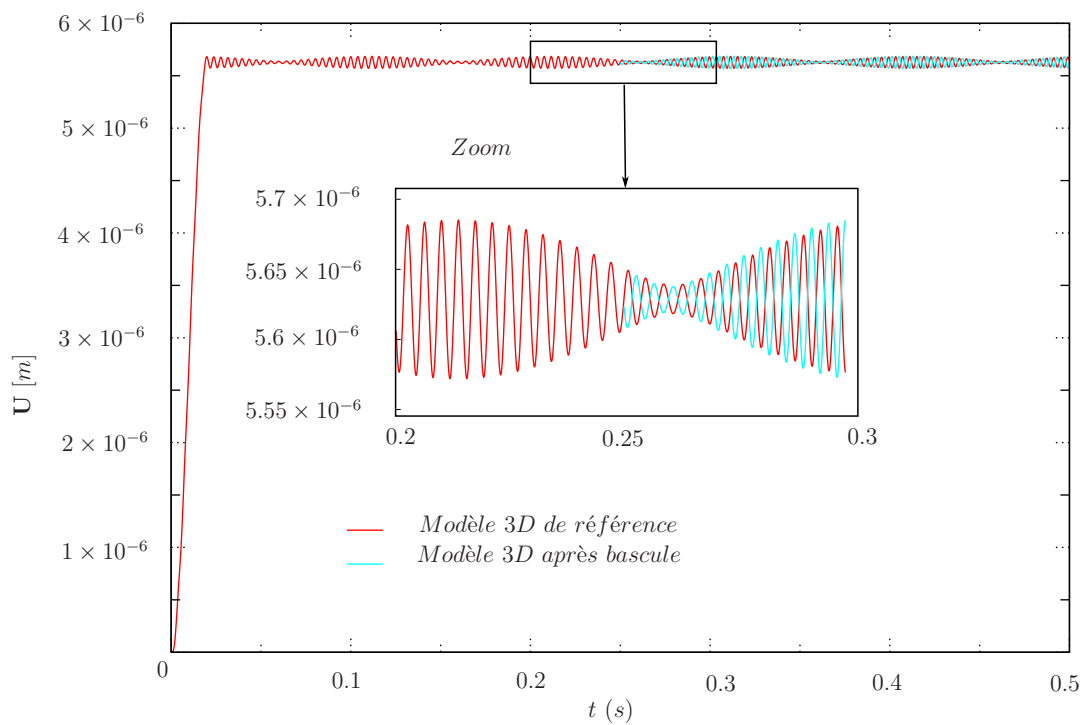 6 × 10⁻⁶
5 × 10⁻⁶
4 × 10⁻⁶
3 × 10⁻⁶
2 × 10⁻⁶
1 × 10⁻⁶
U [m]
Zoom
5.7 × 10⁻⁶
5.65 × 10⁻⁶
5.6 × 10⁻⁶
5.55 × 10⁻⁶
0.2 0.25 0.3
Modèle 3D de référence
Modèle 3D après bascule
0 0.1 0.2 0.3 0.4 0.5
t (s)